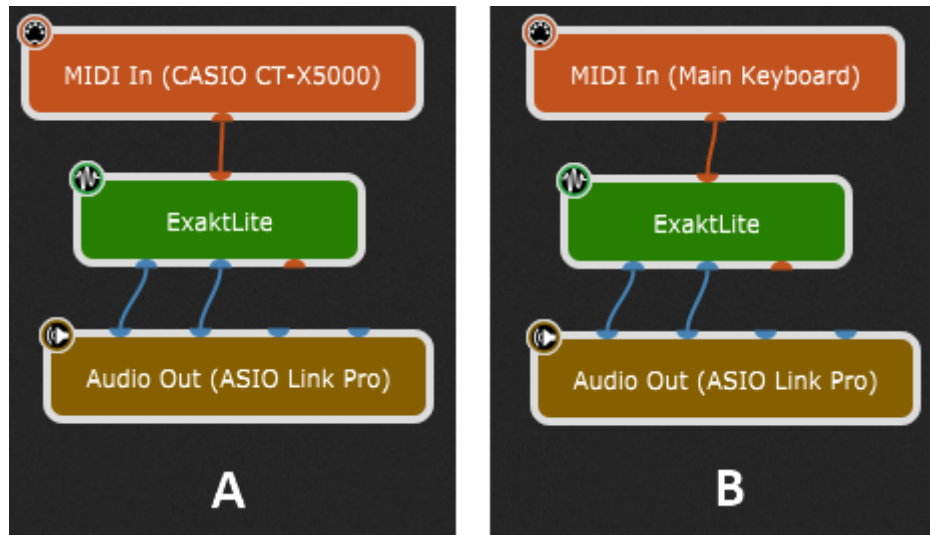 MIDI In (CASIO CT-X5000)
ExaktLite
Audio Out (ASIO Link Pro)
A
MIDI In (Main Keyboard)
ExaktLite
Audio Out (ASIO Link Pro)
B